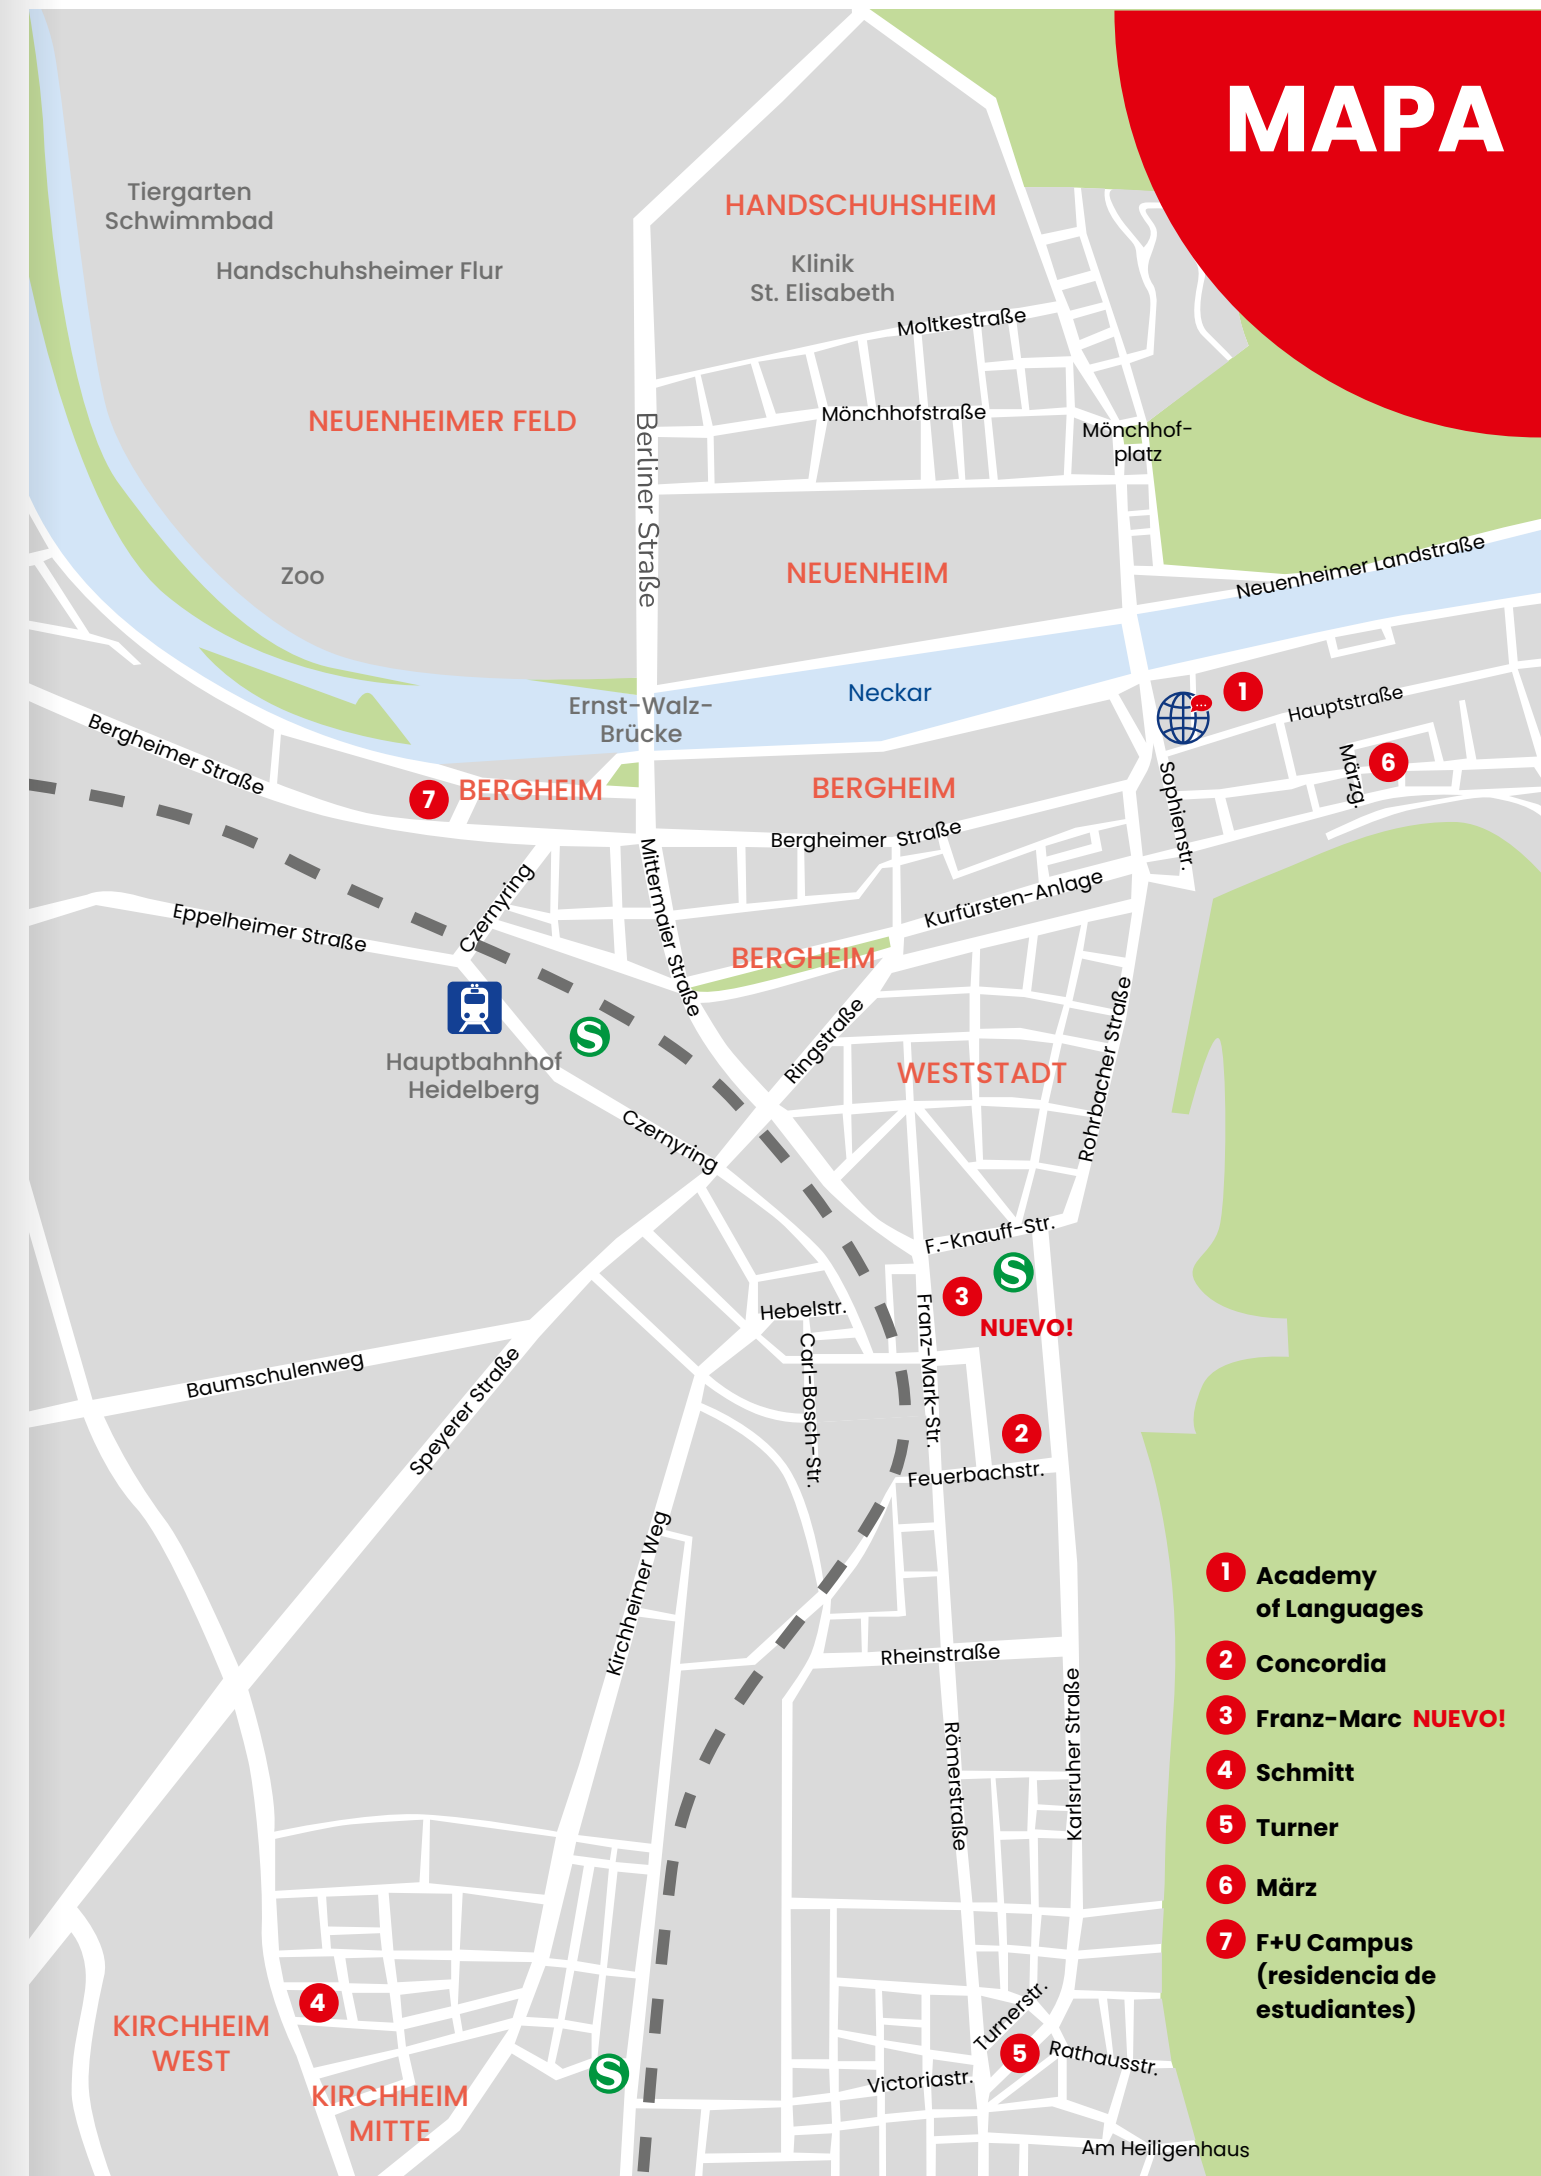 MAPA
Tiergarten
Schwimmbad
HANDSCHUHSHEIM
Handschuhsheimer Flur
Klinik
St. Elisabeth
Moltkestraße
NEUENHEIMER FELD
Berliner Straße
Mönchhofstraße
Mönchhof-
platz
Zoo
NEUENHEIM
Neuenheimer Landstraße
Ernst-Walz-
Brücke
Neckar
1
Hauptstraße
Bergheimer Straße
Märzg.
6
7
BERGHEIM
BERGHEIM
Sophienstr.
Bergheimer Straße
Mittermaier Straße
Czernyring
Kurfürsten-Anlage
Eppelheimer Straße
BERGHEIM
Rohrbacher Straße
Ringstraße
S
Hauptbahnhof
Heidelberg
WESTSTADT
Czernyring
F.-Knauff-Str.
S
3
NUEVO!
Hebelstr.
Franz-Mark-Str.
Carl-Bosch-Str.
Baumschulenweg
Speyerer Straße
2
Feuerbachstr.
Kirchheimer Weg
Rheinstraße
Karlsruher Straße
Römerstraße
1 Academy
of Languages
2 Concordia
3 Franz-Marc NUEVO!
4 Schmitt
5 Turner
6 März
7 F+U Campus
(residencia de
estudiantes)
4
KIRCHHEIM
WEST
Turnerstr.
5
Rathausstr.
S
Victoriastr.
KIRCHHEIM
MITTE
Am Heiligenhaus